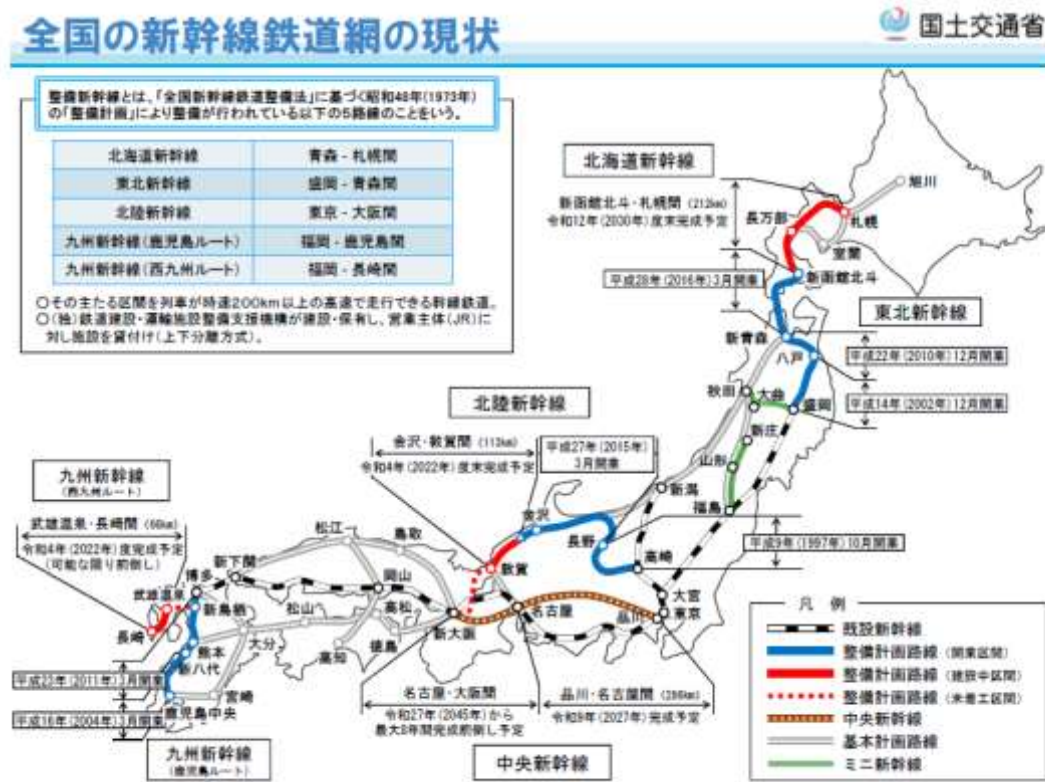 全国の新幹線鉄道網の現状
国土交通省
整備新幹線とは、「全国新幹線鉄道整備法」に基づく昭和48年(1973年)
の「整備計画」により整備が行われている以下の5路線のことをいう。
北海道新幹線 青森-札幌間
東北新幹線 盛岡-青森間
北陸新幹線 東京-大阪間
九州新幹線(鹿児島ルート) 福岡-鹿児島間
九州新幹線(西九州ルート) 福岡-長崎間
○その主たる区間を列車が時速200km以上の高速で走行できる幹線鉄道。
○(独)鉄道建設・運輸施設整備支援機構が建設・保有し、営業主体(JR)に
対し施設を貸付け(上下分離方式)。
北海道新幹線
新函館北斗・札幌間(212km)
令和12年(2030年)度末完成予定
旭川
長万部
札幌
室蘭
平成28年(2016年)3月開業
新函館北斗
東北新幹線
新青森
八戸
平成22年(2010年)12月開業
秋田
大曲
盛岡
平成14年(2002年)12月開業
北陸新幹線
新庄
金沢・敦賀間(113km)
令和4年(2022年)度末完成予定
平成27年(2015年)
3月開業
山形
新潟
福島
九州新幹線
(西九州ルート)
武雄温泉・長崎間(66km)
令和4年(2022年)度完成予定
(可能な限り前倒し)
金沢
長野
高崎
平成9年(1997年)10月開業
松江
鳥取
新下関
博多
岡山
敦賀
大宮
東京
武雄温泉
新鳥栖
松山
高松
新大阪
名古屋
品川
長崎
熊本
大分
高知
徳島
新八代
平成23年(2011年)3月開業
宮崎
平成16年(2004年)3月開業
鹿児島中央
名古屋・大阪間
令和27年(2045年)から
最大8年間完成前倒し予定
品川・名古屋間(286km)
令和9年(2027年)完成予定
九州新幹線
(鹿児島ルート)
中央新幹線
凡例
既設新幹線
整備計画路線(開業区間)
整備計画路線(建設中区間)
整備計画路線(未着工区間)
中央新幹線
基本計画路線
ミニ新幹線